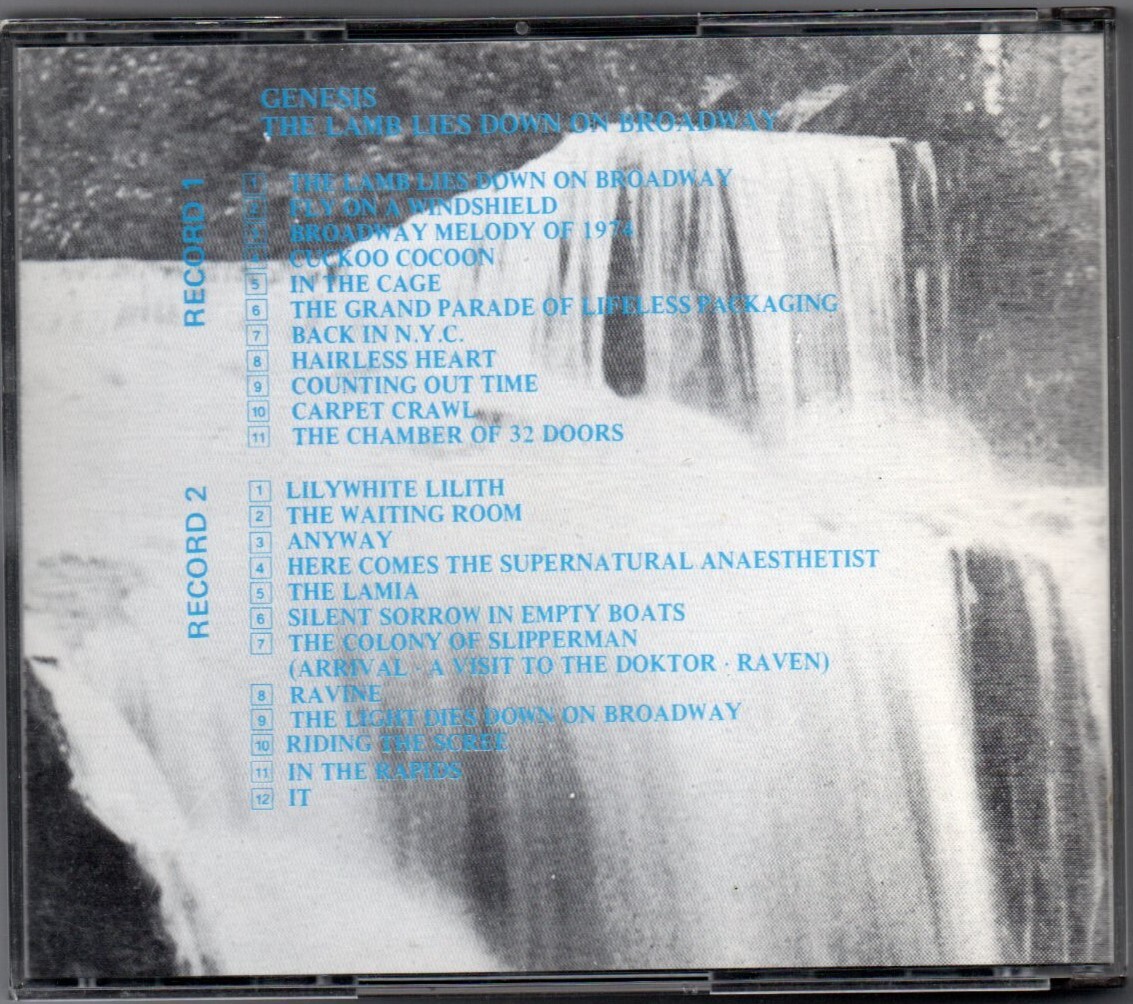 GENESIS
THE LAMB LIES DOWN ON BROADWAY
RECORD 1
1 THE LAMB LIES DOWN ON BROADWAY
2 FLY ON A WINDSHIELD
3 BROADWAY MELODY OF 1974
4 CUCKOO COCOON
5 IN THE CAGE
6 THE GRAND PARADE OF LIFELESS PACKAGING
7 BACK IN N.Y.C.
8 HAIRLESS HEART
9 COUNTING OUT TIME
10 CARPET CRAWL
11 THE CHAMBER OF 32 DOORS
RECORD 2
1 LILYWHITE LILITH
2 THE WAITING ROOM
3 ANYWAY
4 HERE COMES THE SUPERNATURAL ANAESTHETIST
5 THE LAMIA
6 SILENT SORROW IN EMPTY BOATS
7 THE COLONY OF SLIPPERMAN
(ARRIVAL · A VISIT TO THE DOKTOR · RAVEN)
8 RAVINE
9 THE LIGHT DIES DOWN ON BROADWAY
10 RIDING THE SCREE
11 IN THE RAPIDS
12 IT